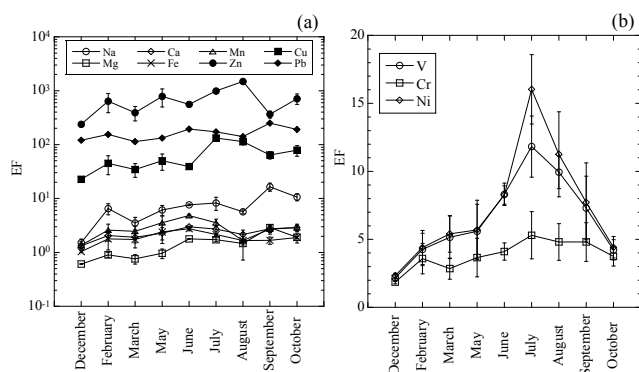 (a)
Na Ca Mn Cu
Mg Fe Zn Pb
EF
10⁴
10³
10²
10¹
10⁰
10⁻¹
December
February
March
May
June
July
August
September
October
(b)
V
Cr
Ni
EF
20
15
10
5
0
December
February
March
May
June
July
August
September
October